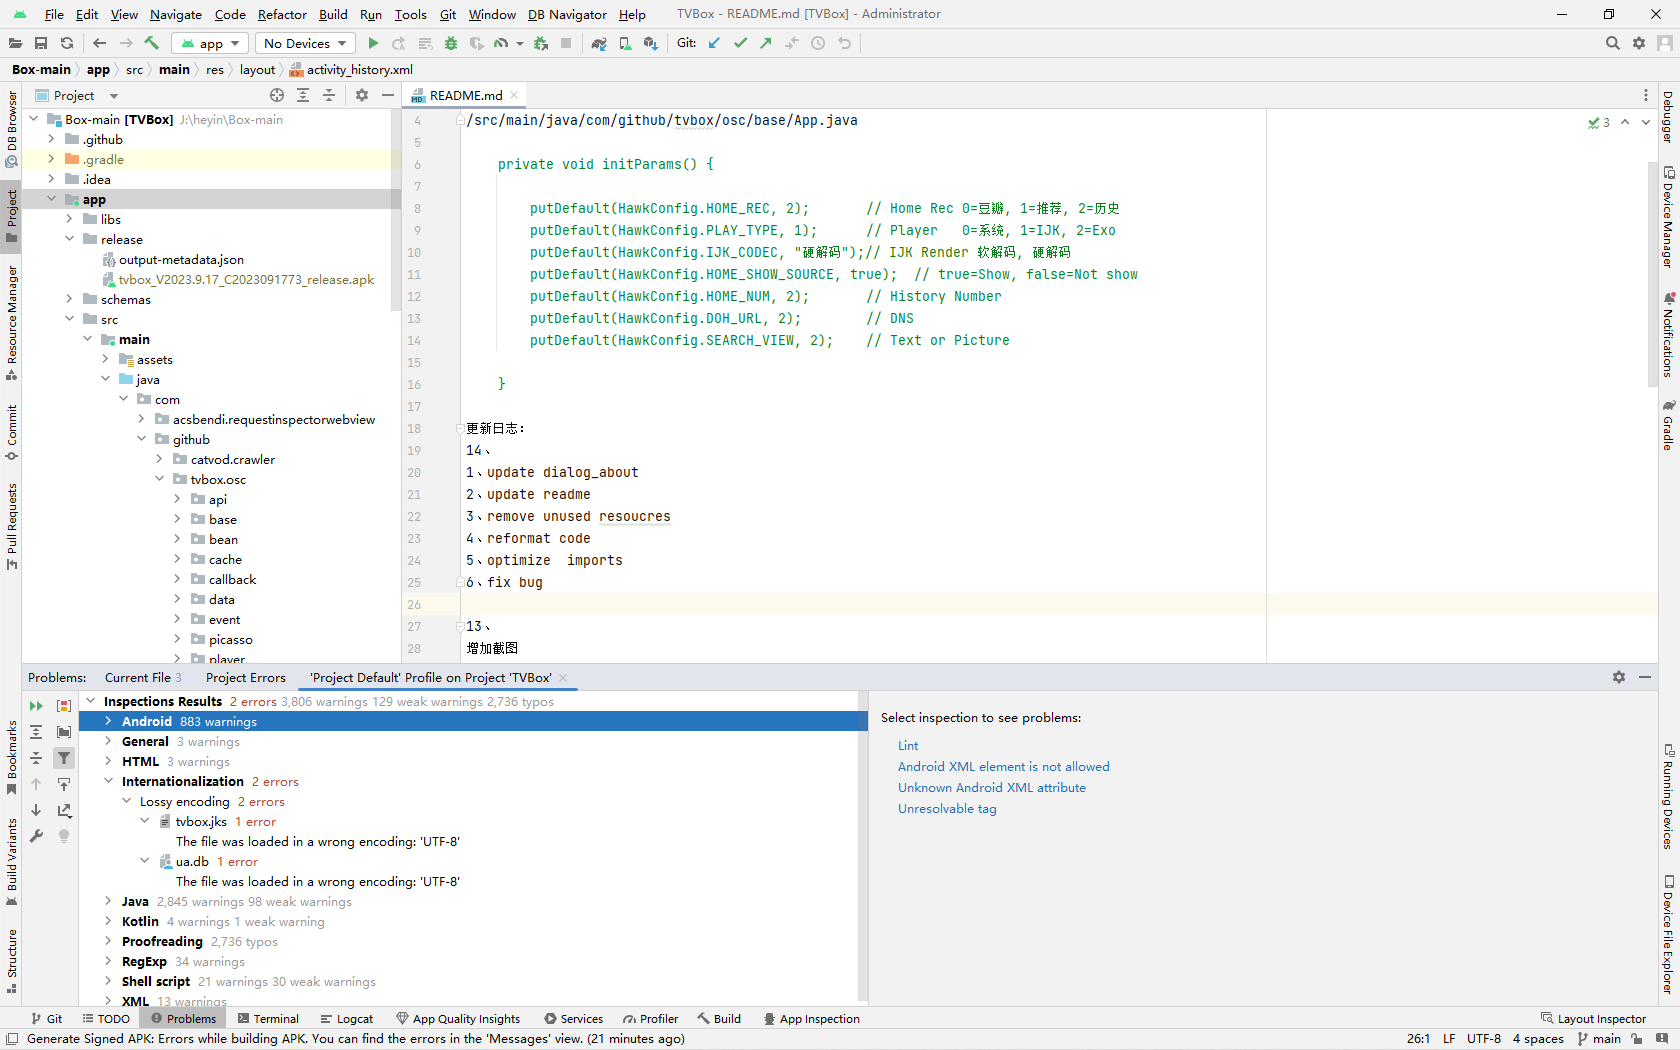 File Edit View Navigate Code Refactor Build Run Tools Git Window DB Navigator Help TVBox - README.md [TVBox] - Administrator
app No Devices Git:
Box-main app src main res layout activity_history.xml
Project
README.md
DB Browser
Project
Resource Manager
Commit
Pull Requests
Bookmarks
Build Variants
Structure
Box-main [TVBox] J:\heyin\Box-main
.github
.gradle
.idea
app
libs
release
output-metadata.json
tvbox_V2023.9.17_C2023091773_release.apk
schemas
src
main
assets
java
com
acsbendi.requestinspectorwebview
github
catvod.crawler
tvbox.osc
api
base
bean
cache
callback
data
event
picasso
player
3
4 /src/main/java/com/github/tvbox/osc/base/App.java
5
6 private void initParams() {
7
8 putDefault(HawkConfig.HOME_REC, 2); // Home Rec 0=豆瓣, 1=推荐, 2=历史
9 putDefault(HawkConfig.PLAY_TYPE, 1); // Player 0=系统, 1=IJK, 2=Exo
10 putDefault(HawkConfig.IJK_CODEC, "硬解码");// IJK Render 软解码, 硬解码
11 putDefault(HawkConfig.HOME_SHOW_SOURCE, true); // true=Show, false=Not show
12 putDefault(HawkConfig.HOME_NUM, 2); // History Number
13 putDefault(HawkConfig.DOH_URL, 2); // DNS
14 putDefault(HawkConfig.SEARCH_VIEW, 2); // Text or Picture
15
16 }
17
18 更新日志：
19 14、
20 1、update dialog_about
21 2、update readme
22 3、remove unused resoucres
23 4、reformat code
24 5、optimize  imports
25 6、fix bug
26
27 13、
28 增加截图
Debugger
Device Manager
Notifications
Gradle
Running Devices
Device File Explorer
Problems: Current File 3 Project Errors 'Project Default' Profile on Project 'TVBox'
Inspections Results 2 errors 3,806 warnings 129 weak warnings 2,736 typos
Android 883 warnings
General 3 warnings
HTML 3 warnings
Internationalization 2 errors
Lossy encoding 2 errors
tvbox.jks 1 error
The file was loaded in a wrong encoding: 'UTF-8'
ua.db 1 error
The file was loaded in a wrong encoding: 'UTF-8'
Java 2,845 warnings 98 weak warnings
Kotlin 4 warnings 1 weak warning
Proofreading 2,736 typos
RegExp 34 warnings
Shell script 21 warnings 30 weak warnings
XML 13 warnings
Select inspection to see problems:
Lint
Android XML element is not allowed
Unknown Android XML attribute
Unresolvable tag
Git TODO Problems Terminal Logcat App Quality Insights Services Profiler Build App Inspection Layout Inspector
Generate Signed APK: Errors while building APK. You can find the errors in the 'Messages' view. (21 minutes ago) 26:1 LF UTF-8 4 spaces main